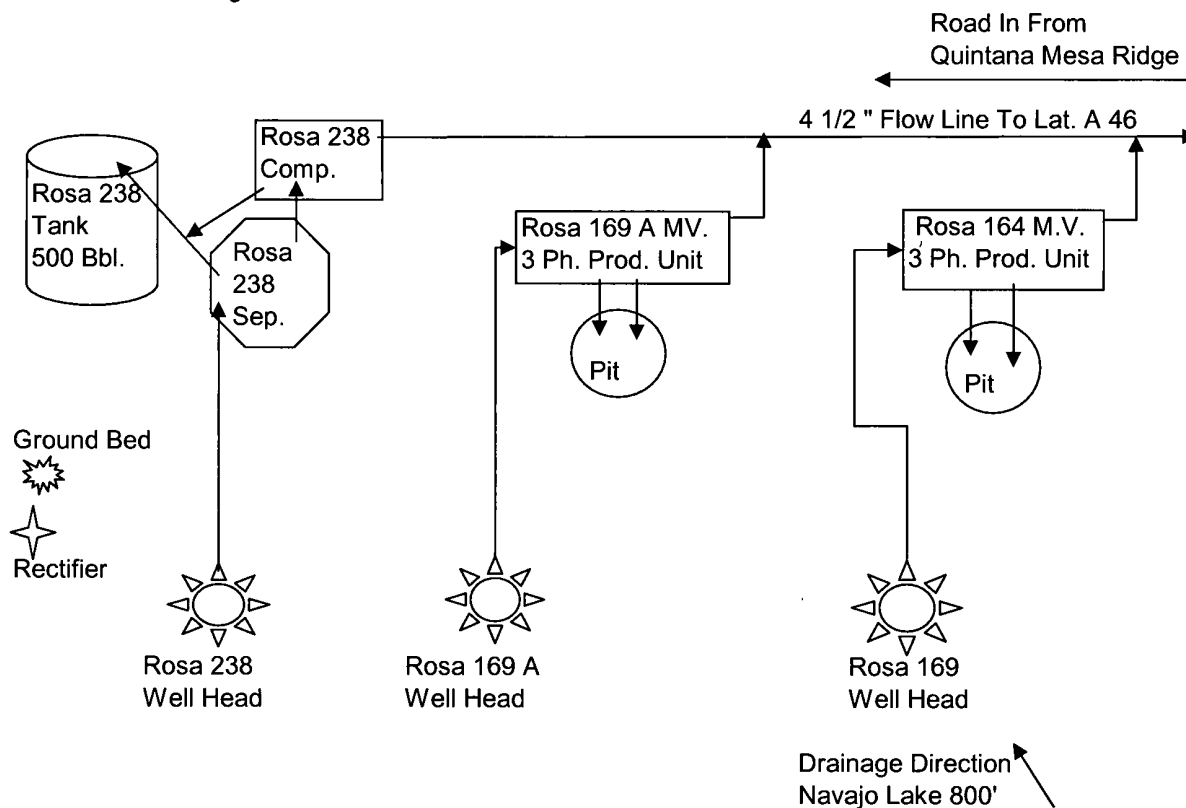 Road In From
Quintana Mesa Ridge
4 1/2 " Flow Line To Lat. A 46
Rosa 238
Comp.
Rosa 238
Tank
500 Bbl.
Rosa
238
Sep.
Rosa 169 A MV.
3 Ph. Prod. Unit
Rosa 164 M.V.
3 Ph. Prod. Unit
Pit
Pit
Ground Bed
Rectifier
Rosa 238
Well Head
Rosa 169 A
Well Head
Rosa 169
Well Head
Drainage Direction
Navajo Lake 800'